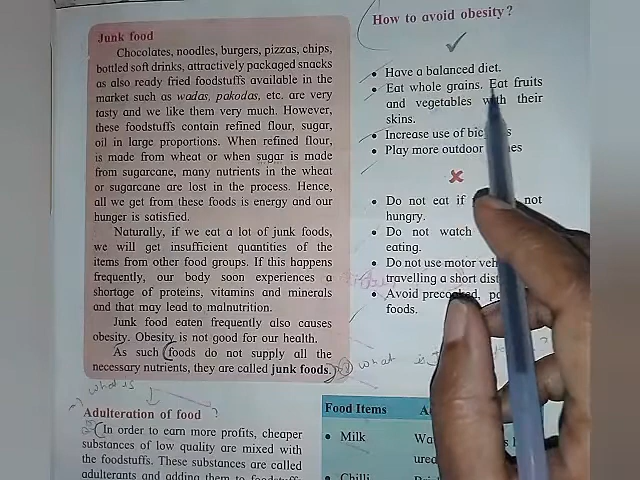 Junk food
Chocolates, noodles, burgers, pizzas, chips,
bottled soft drinks, attractively packaged snacks
as also ready fried foodstuffs available in the
market such as wadas, pakodas, etc. are very
tasty and we like them very much. However,
these foodstuffs contain refined flour, sugar,
oil in large proportions. When refined flour,
is made from wheat or when sugar is made
from sugarcane, many nutrients in the wheat
or sugarcane are lost in the process. Hence,
all we get from these foods is energy and our
hunger is satisfied.
Naturally, if we eat a lot of junk foods,
we will get insufficient quantities of the
items from other food groups. If this happens
frequently, our body soon experiences a
shortage of proteins, vitamins and minerals
and that may lead to malnutrition.
Junk food eaten frequently also causes
obesity. Obesity is not good for our health.
As such foods do not supply all the
necessary nutrients, they are called junk foods.
what is
Adulteration of food
In order to earn more profits, cheaper
substances of low quality are mixed with
the foodstuffs. These substances are called
adulterants and adding them to foodstuffs
How to avoid obesity?
• Have a balanced diet.
• Eat whole grains. Eat fruits
and vegetables with their
skins.
• Increase use of
• Play more outdoor
• Do not eat if not
hungry.
• Do not watch
eating.
• Do not use motor
travelling a short
• Avoid precooked,
foods.
what is
Food Items
• Milk
• Chilli